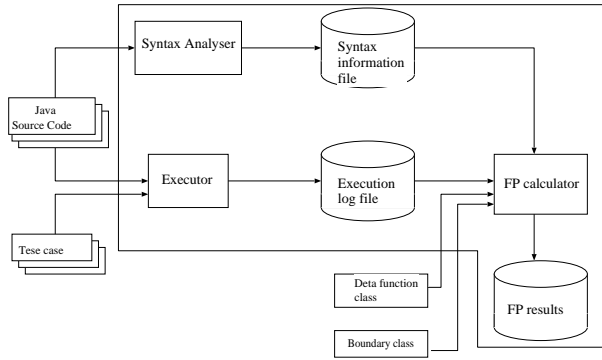 Syntax Analyser
Syntax
information
file
Java
Source Code
Executor
Execution
log file
FP calculator
Tese case
Deta function
class
FP results
Boundary class